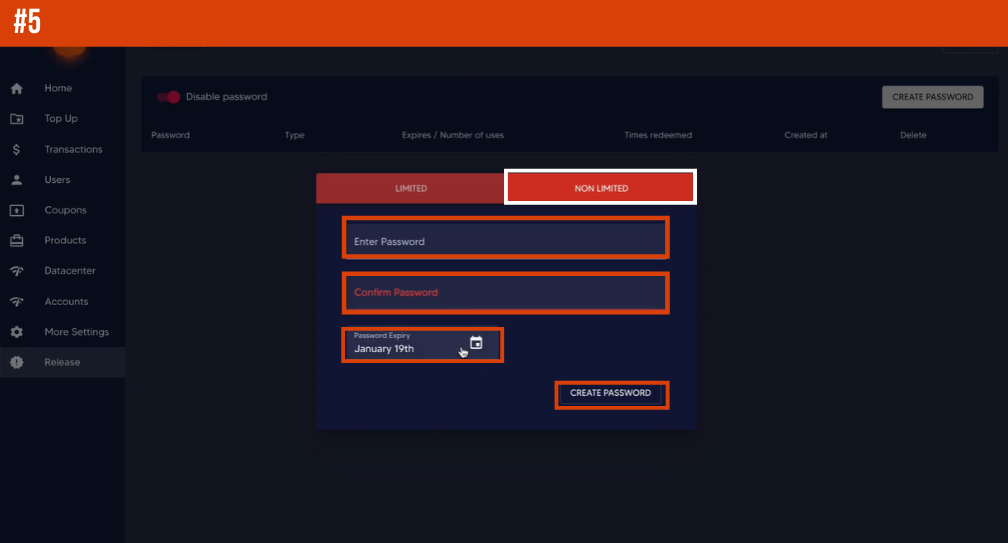 #5
Home
Top Up
Transactions
Users
Coupons
Products
Datacenter
Accounts
More Settings
Release
Disable password
CREATE PASSWORD
Password Type Expires / Number of uses Times redeemed Created at Delete
LIMITED NON LIMITED
Enter Password
Confirm Password
Password Expiry
January 19th
CREATE PASSWORD